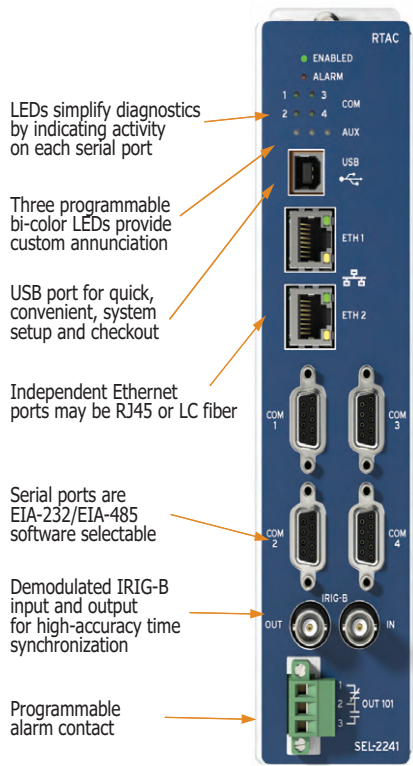 RTAC
ENABLED
ALARM
1 3
COM
2 4
AUX
LEDs simplify diagnostics
by indicating activity
on each serial port
USB
Three programmable
bi-color LEDs provide
custom annunciation
ETH 1
USB port for quick,
convenient, system
setup and checkout
ETH 2
Independent Ethernet
ports may be RJ45 or LC fiber
COM
1
COM
3
Serial ports are
EIA-232/EIA-485
software selectable
COM
2
COM
4
Demodulated IRIG-B
input and output
for high-accuracy time
synchronization
IRIG-B
OUT
IN
Programmable
alarm contact
1
2
3
OUT 101
SEL-2241